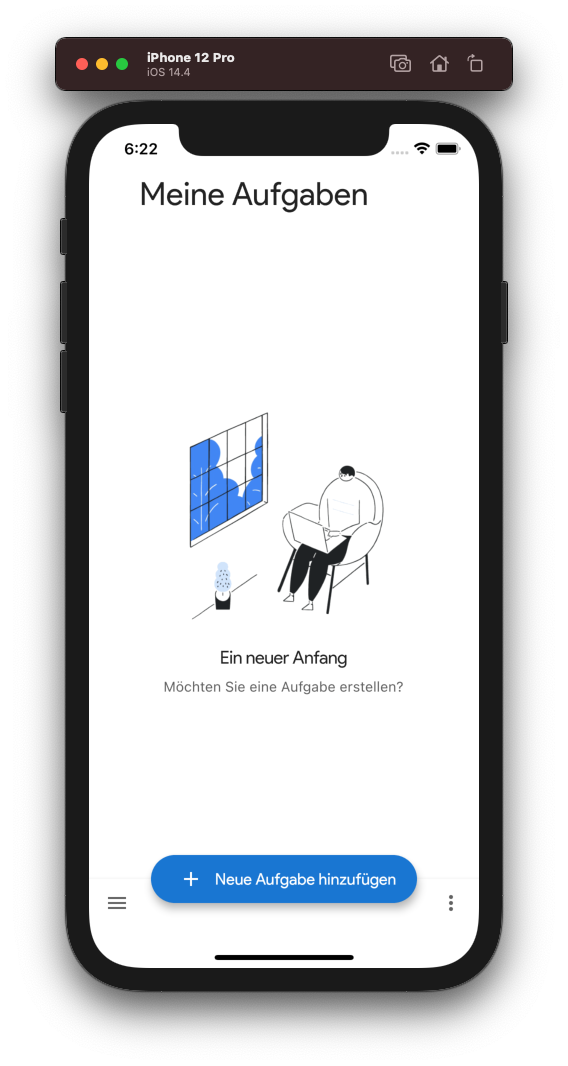 iPhone 12 Pro
iOS 14.4
6:22
Meine Aufgaben
Ein neuer Anfang
Möchten Sie eine Aufgabe erstellen?
Neue Aufgabe hinzufügen